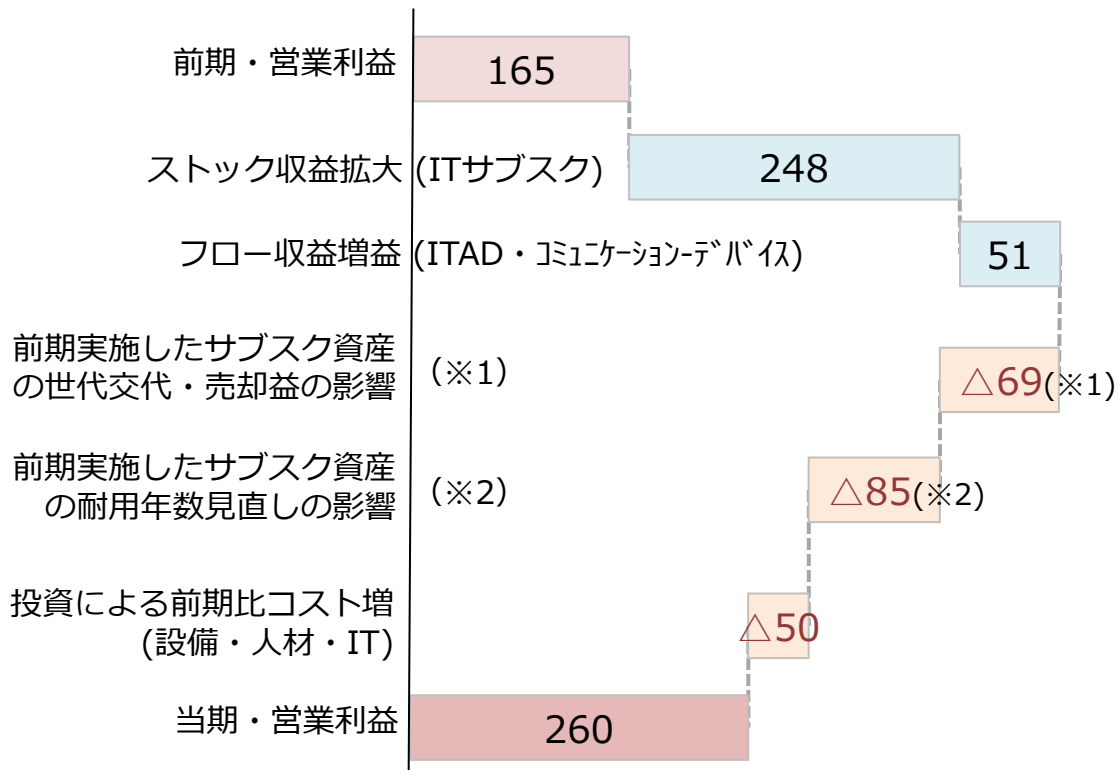 前期・営業利益
165
ストック収益拡大 (ITサブスク)
248
フロー収益増益 (ITAD・ｺﾐｭﾆｹｰｼｮﾝ-ﾃﾞﾊﾞｲｽ)
51
前期実施したサブスク資産
の世代交代・売却益の影響
(※1)
△69(※1)
前期実施したサブスク資産
の耐用年数見直しの影響
(※2)
△85(※2)
投資による前期比コスト増
(設備・人材・IT)
△50
当期・営業利益
260